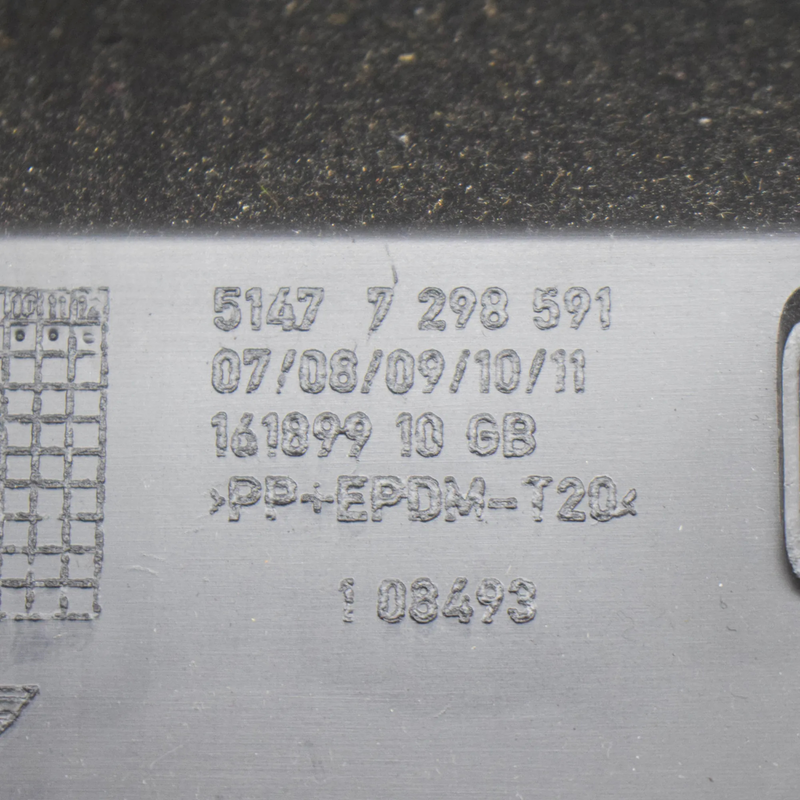 5147 7 298 591
07/08/09/10/11
161899 10 GB
>PP+EPDM-T20<
1 08493